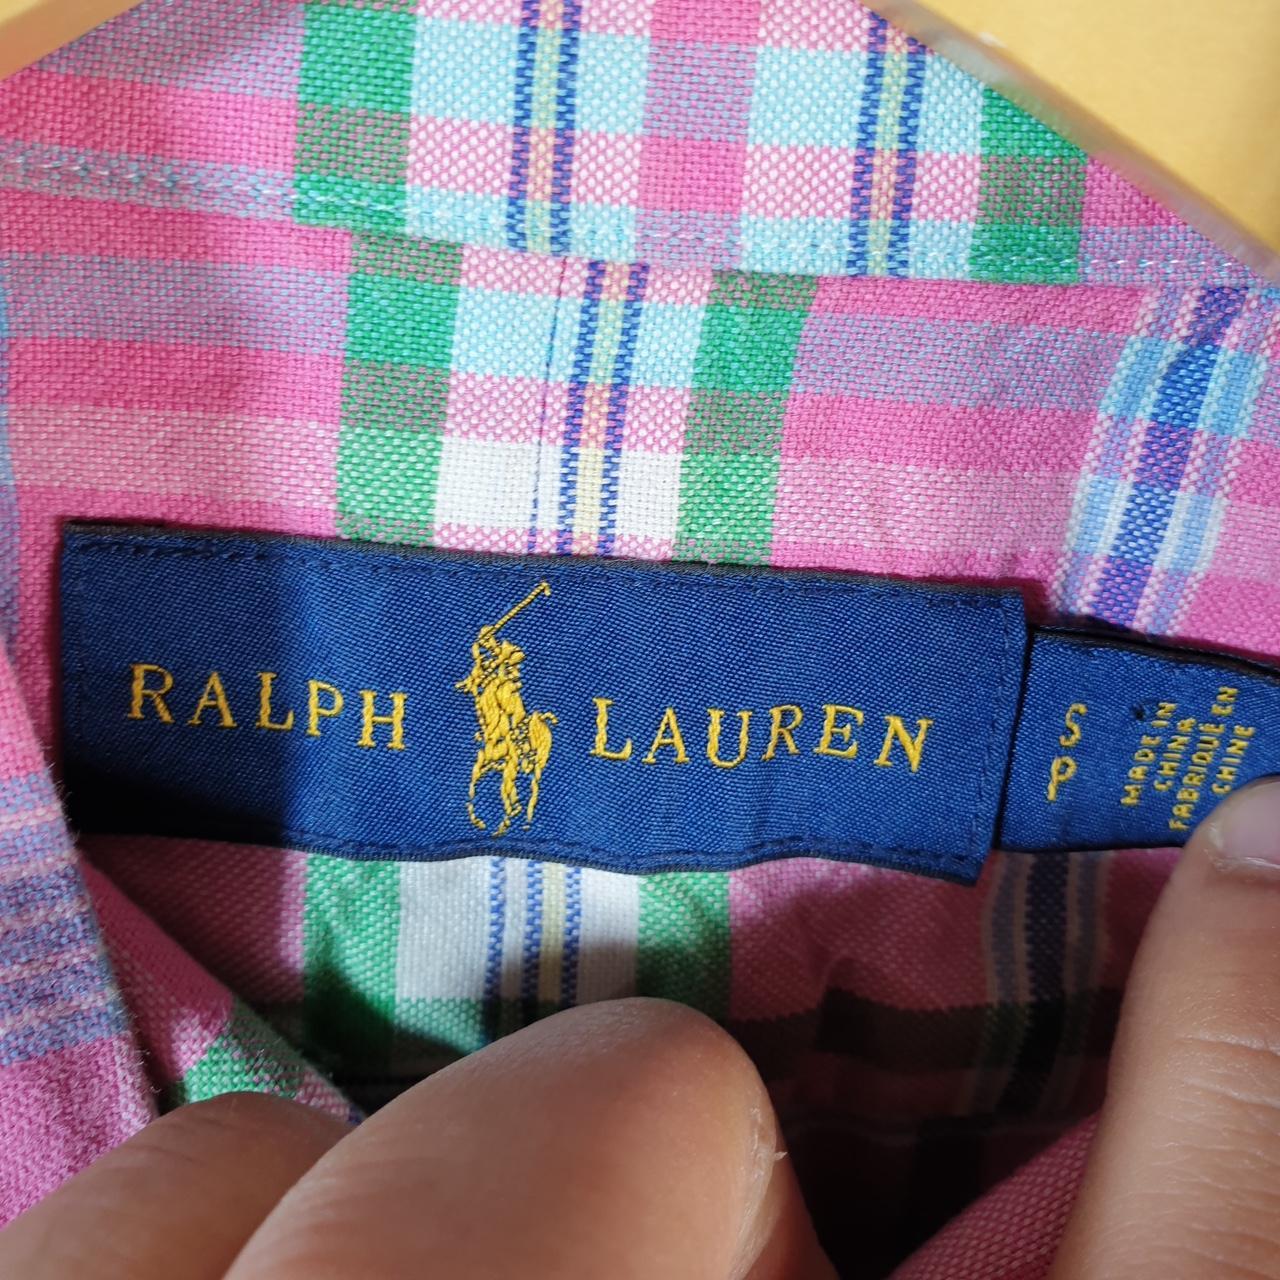 RALPH LAUREN
S
P
MADE IN
CHINA
FABRIQUÉ EN
CHINE